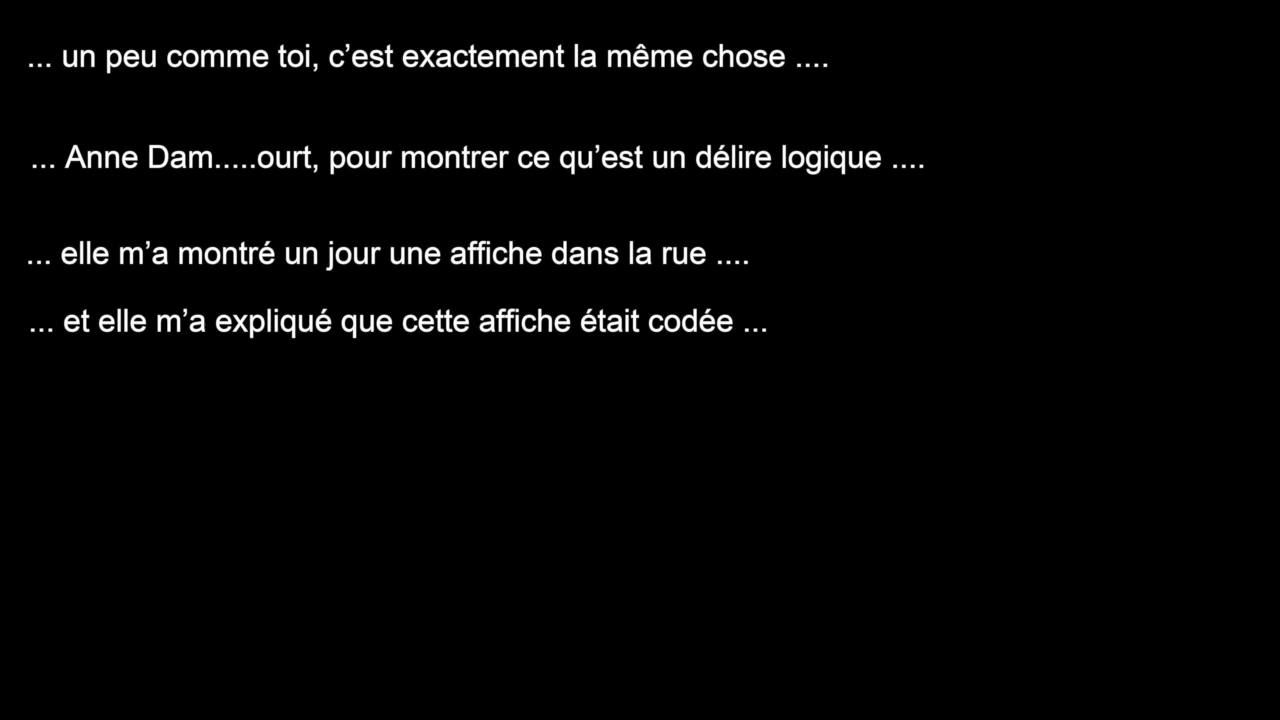 ... un peu comme toi, c’est exactement la même chose ....
... Anne Dam.....ourt, pour montrer ce qu’est un délire logique ....
... elle m’a montré un jour une affiche dans la rue ....
... et elle m’a expliqué que cette affiche était codée ...